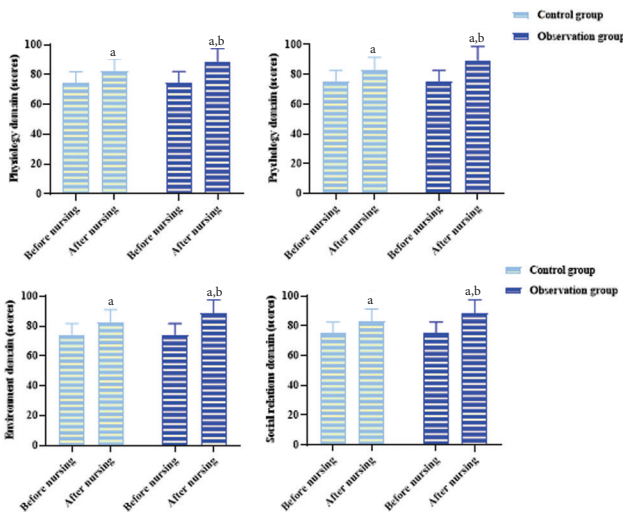 Control group
Observation group
a
a,b
100
80
60
40
20
0
Physiology domain (scores)
Before nursing
After nursing
Before nursing
After nursing
a
a,b
100
80
60
40
20
0
Psychology domain (scores)
Before nursing
After nursing
Before nursing
After nursing
Control group
Observation group
a
a,b
100
80
60
40
20
0
Environment domain (scores)
Before nursing
After nursing
Before nursing
After nursing
a
a,b
100
80
60
40
20
0
Social relations domain (scores)
Before nursing
After nursing
Before nursing
After nursing